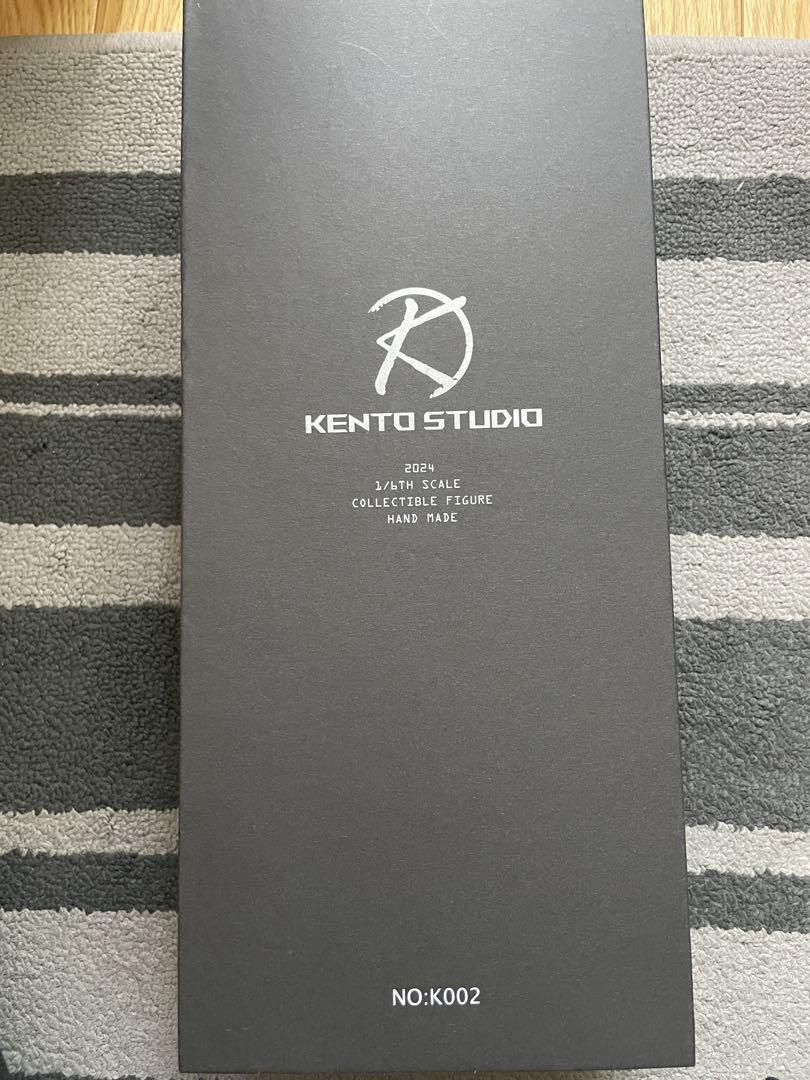 K
KENTO STUDIO
2024
1/6TH SCALE
COLLECTIBLE FIGURE
HAND MADE
NO:K002